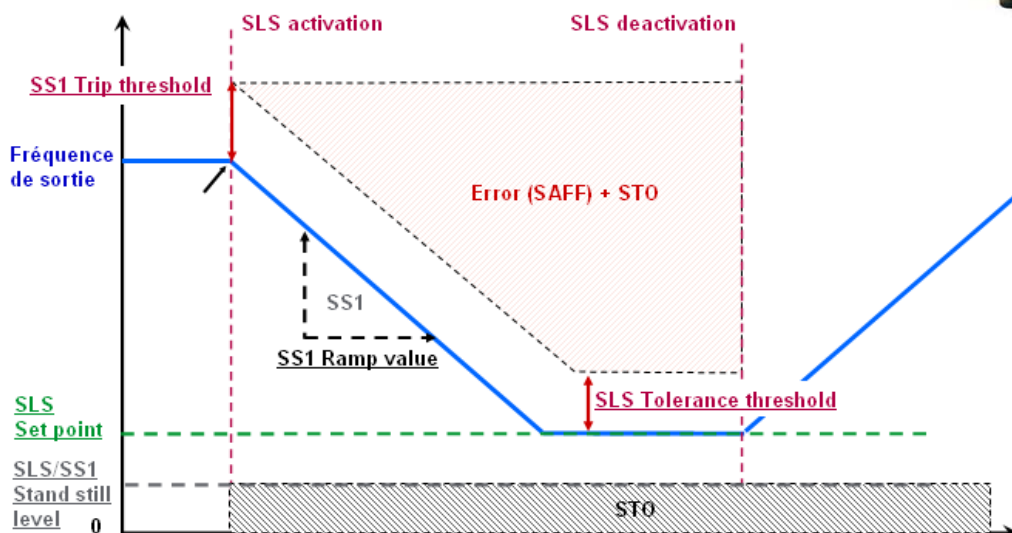 SLS activation
SLS deactivation
SS1 Trip threshold
Fréquence
de sortie
Error (SAFF) + STO
SS1
SS1 Ramp value
SLS
Set point
SLS Tolerance threshold
SLS/SS1
Stand still
level
0
STO